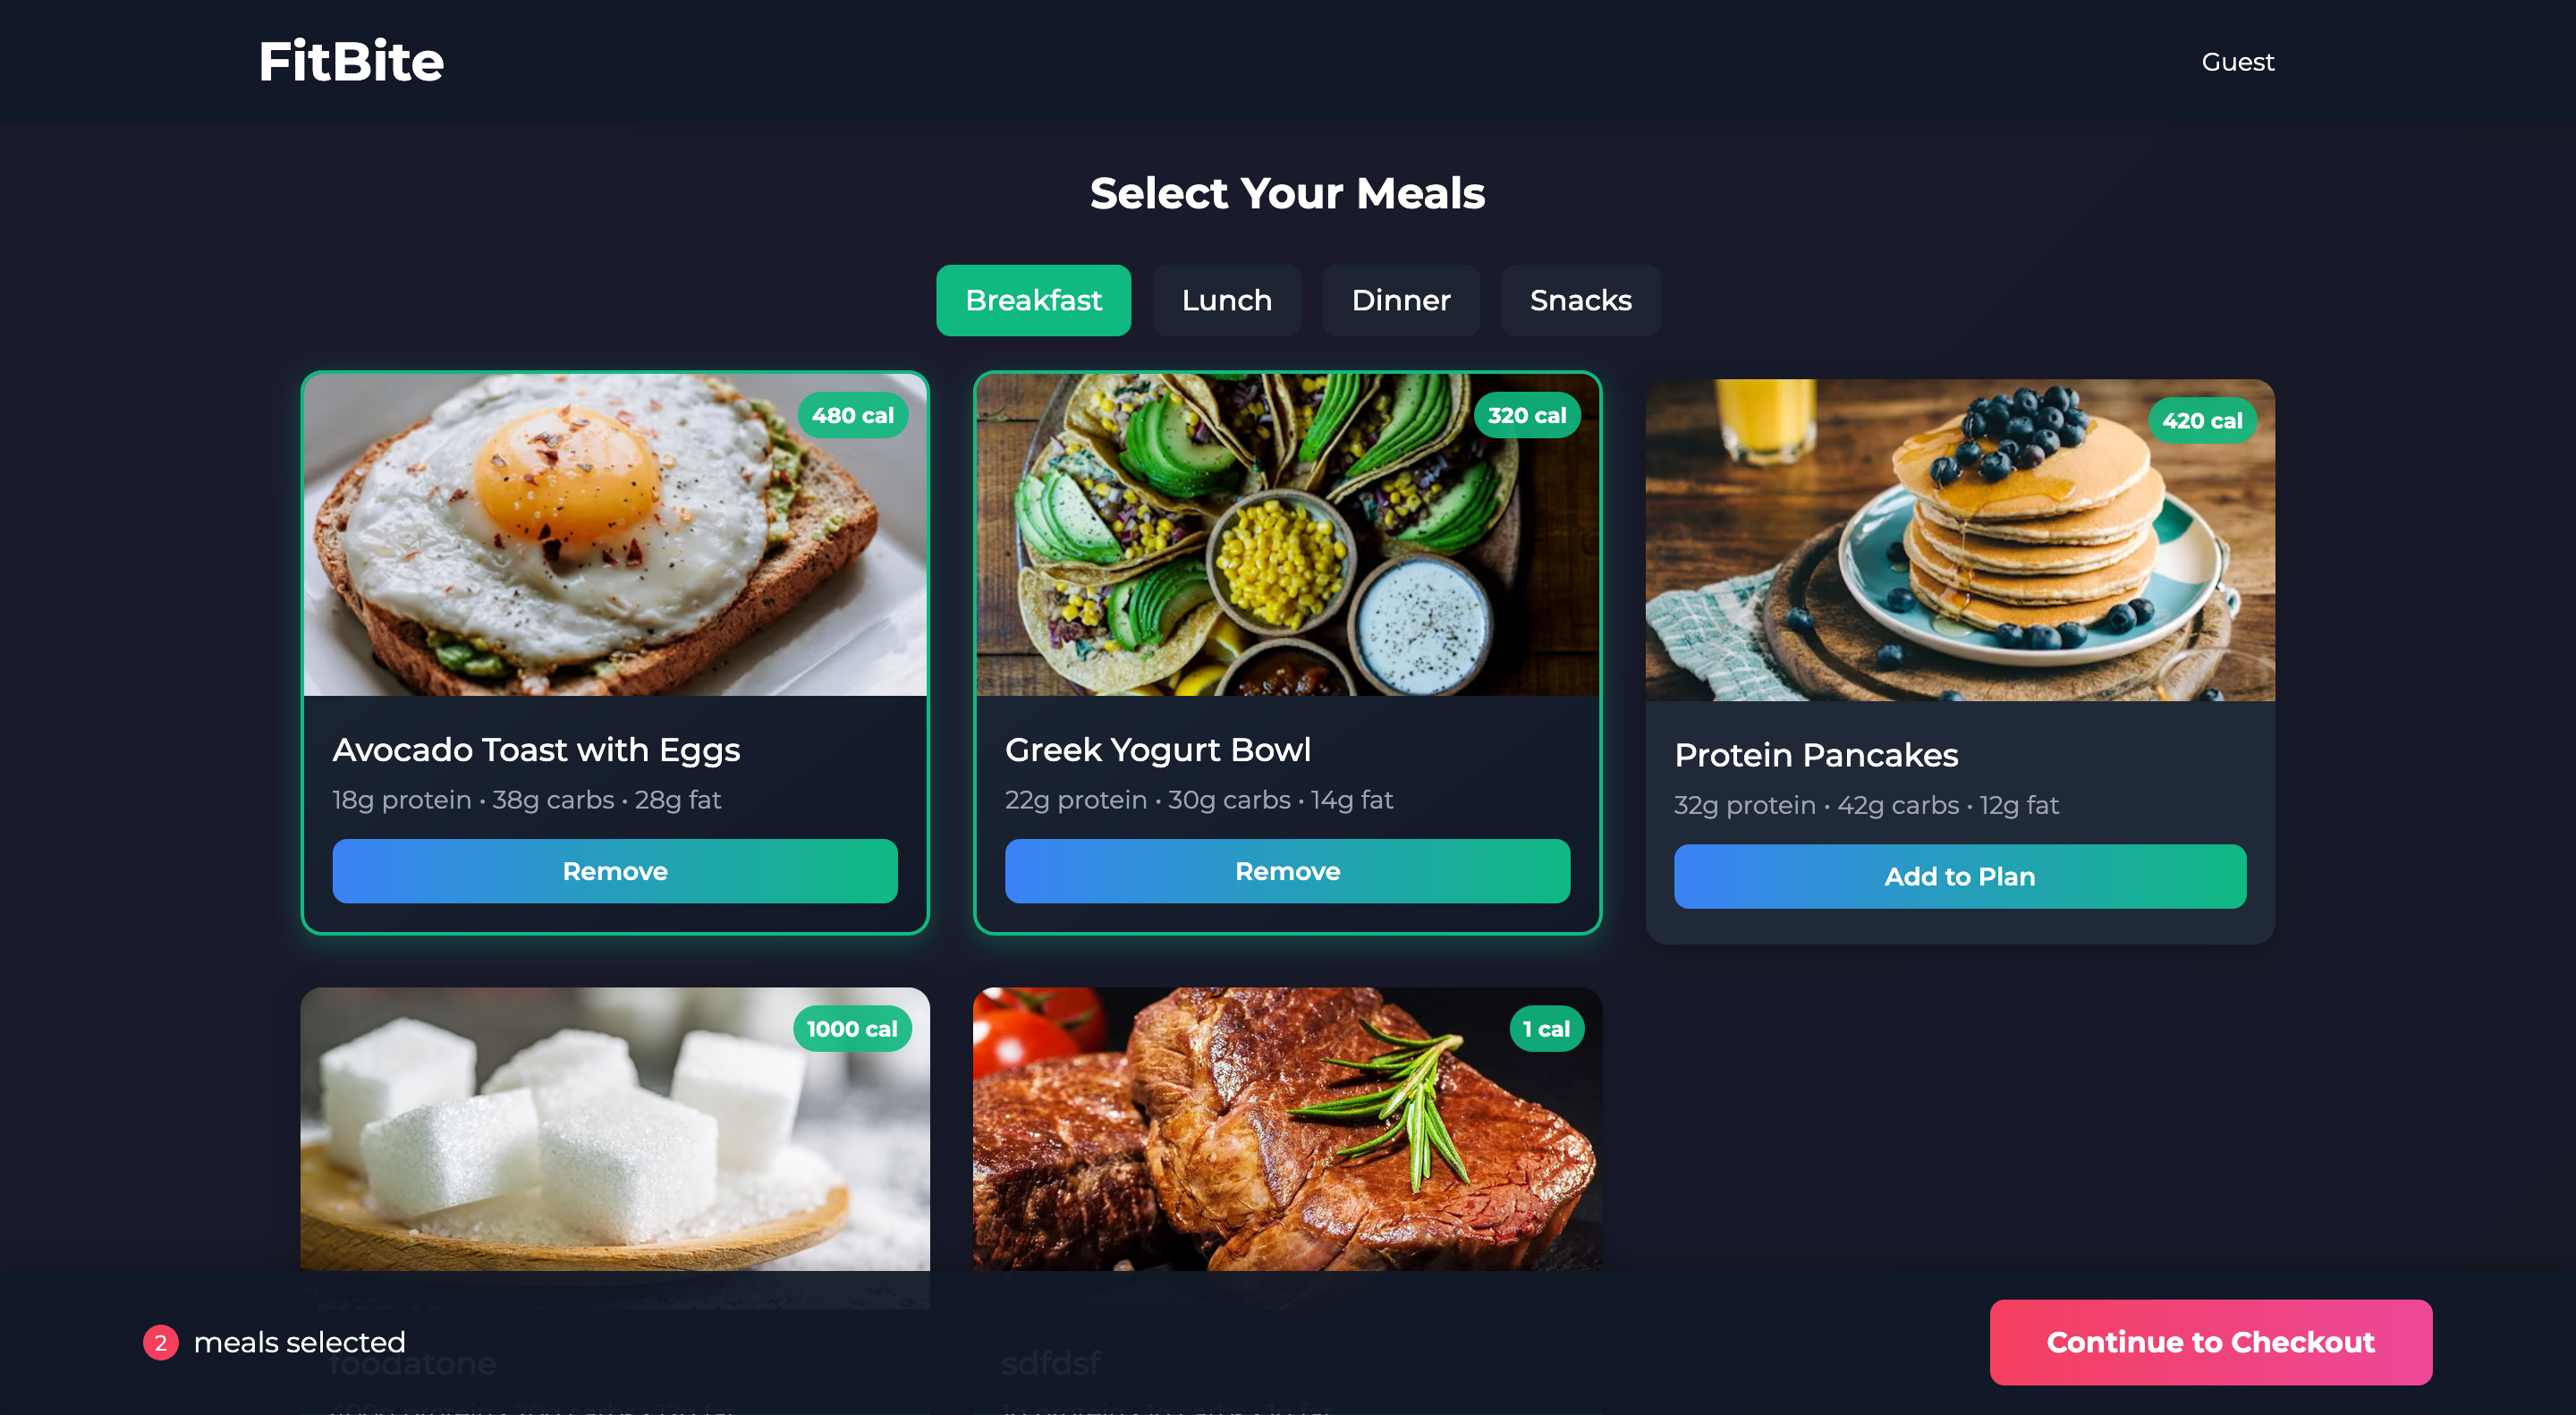 FitBite
Guest
Select Your Meals
Breakfast
Lunch
Dinner
Snacks
480 cal
320 cal
420 cal
Avocado Toast with Eggs
18g protein • 38g carbs • 28g fat
Remove
Greek Yogurt Bowl
22g protein • 30g carbs • 14g fat
Remove
Protein Pancakes
32g protein • 42g carbs • 12g fat
Add to Plan
1000 cal
1 cal
foodatone
sdfdsf
2 meals selected
Continue to Checkout